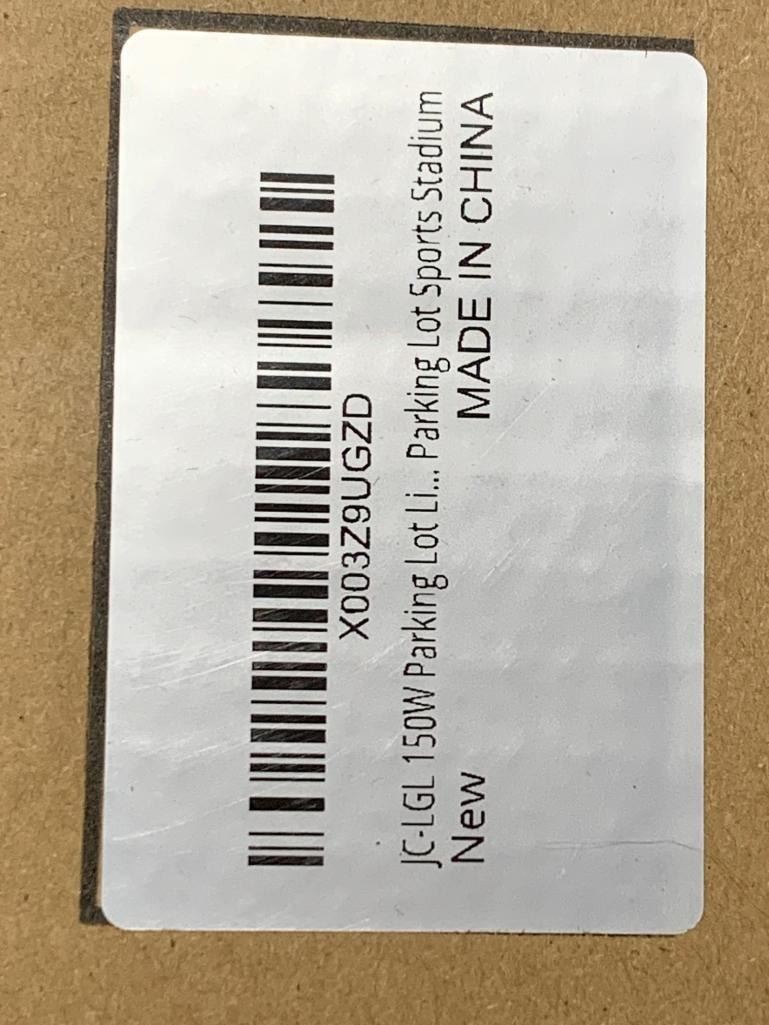 X003Z9UGZD
JC-LGL 150W Parking Lot Li... Parking Lot Sports Stadium
New MADE IN CHINA